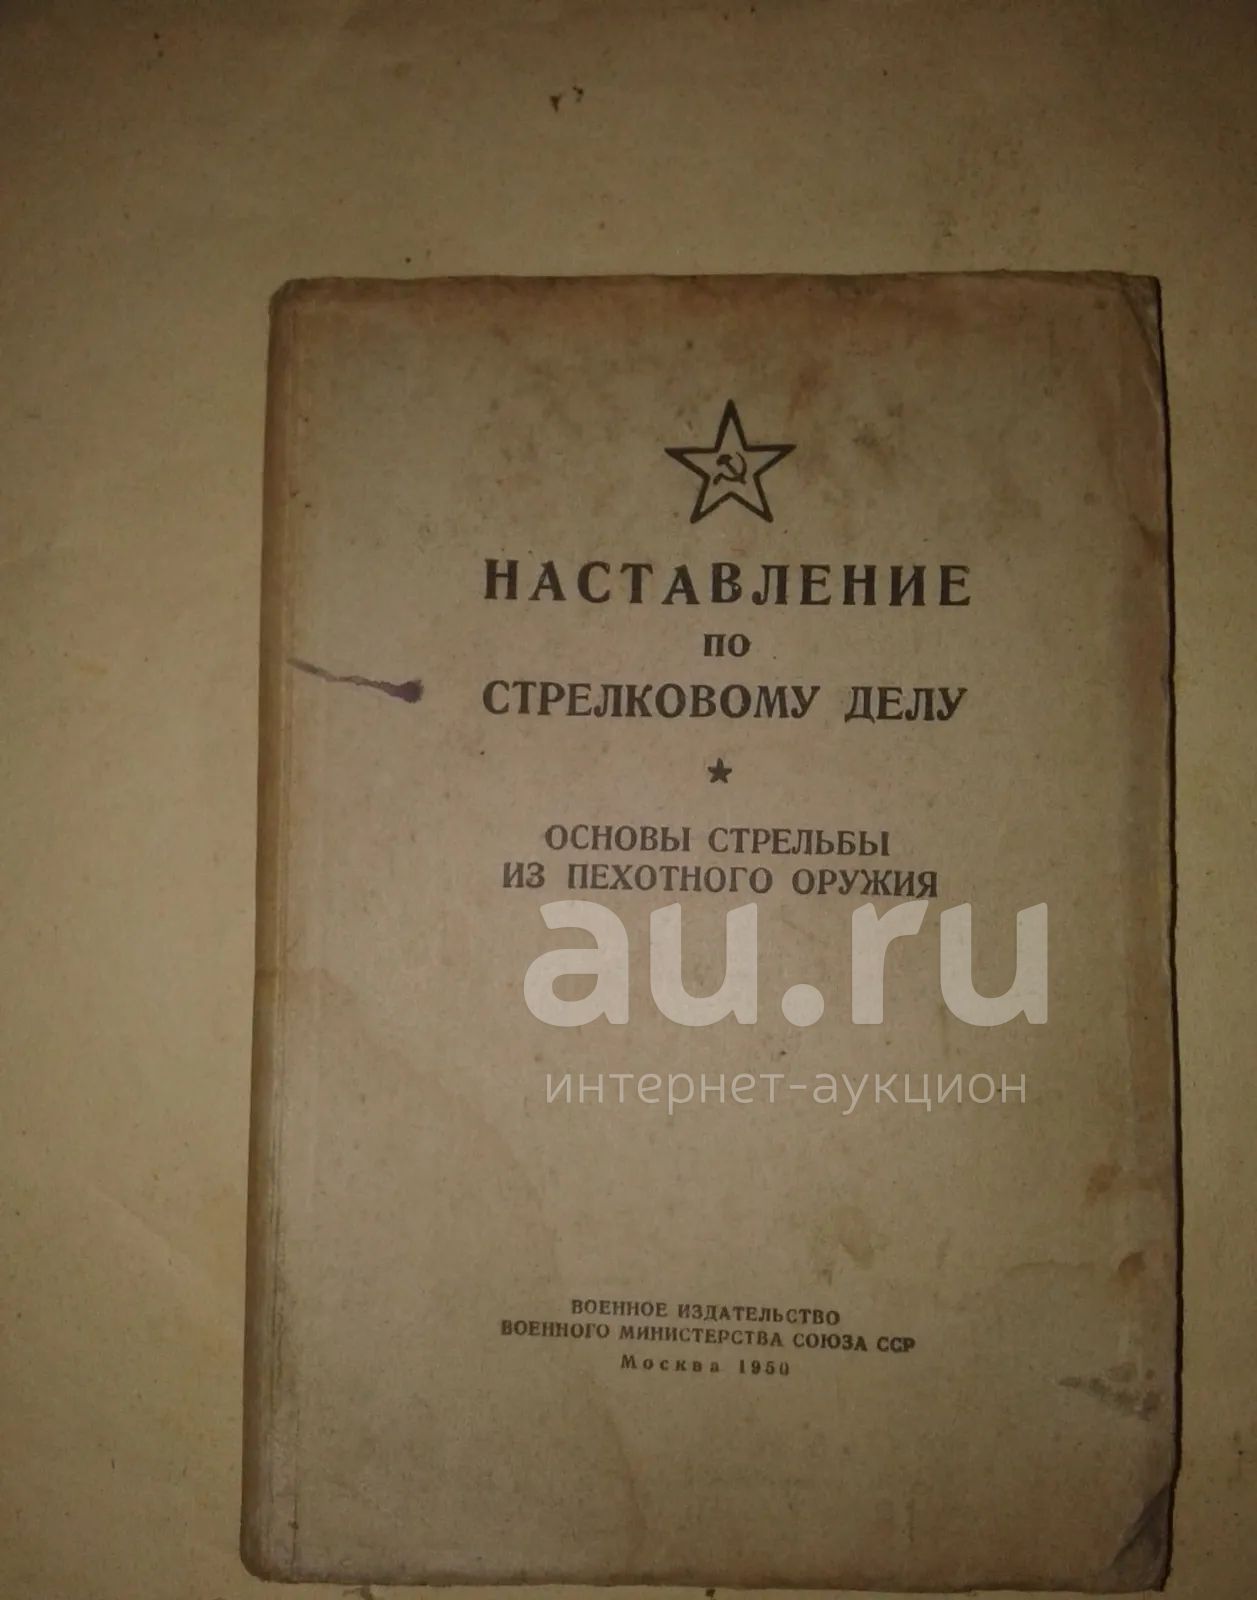 НАСТАВЛЕНИЕ
ПО
СТРЕЛКОВОМУ ДЕЛУ
ОСНОВЫ СТРЕЛЬБЫ
ИЗ ПЕХОТНОГО ОРУЖИЯ
au.ru
интернет-аукцион
ВОЕННОЕ ИЗДАТЕЛЬСТВО
ВОЕННОГО МИНИСТЕРСТВА СОЮЗА ССР
Москва 1950